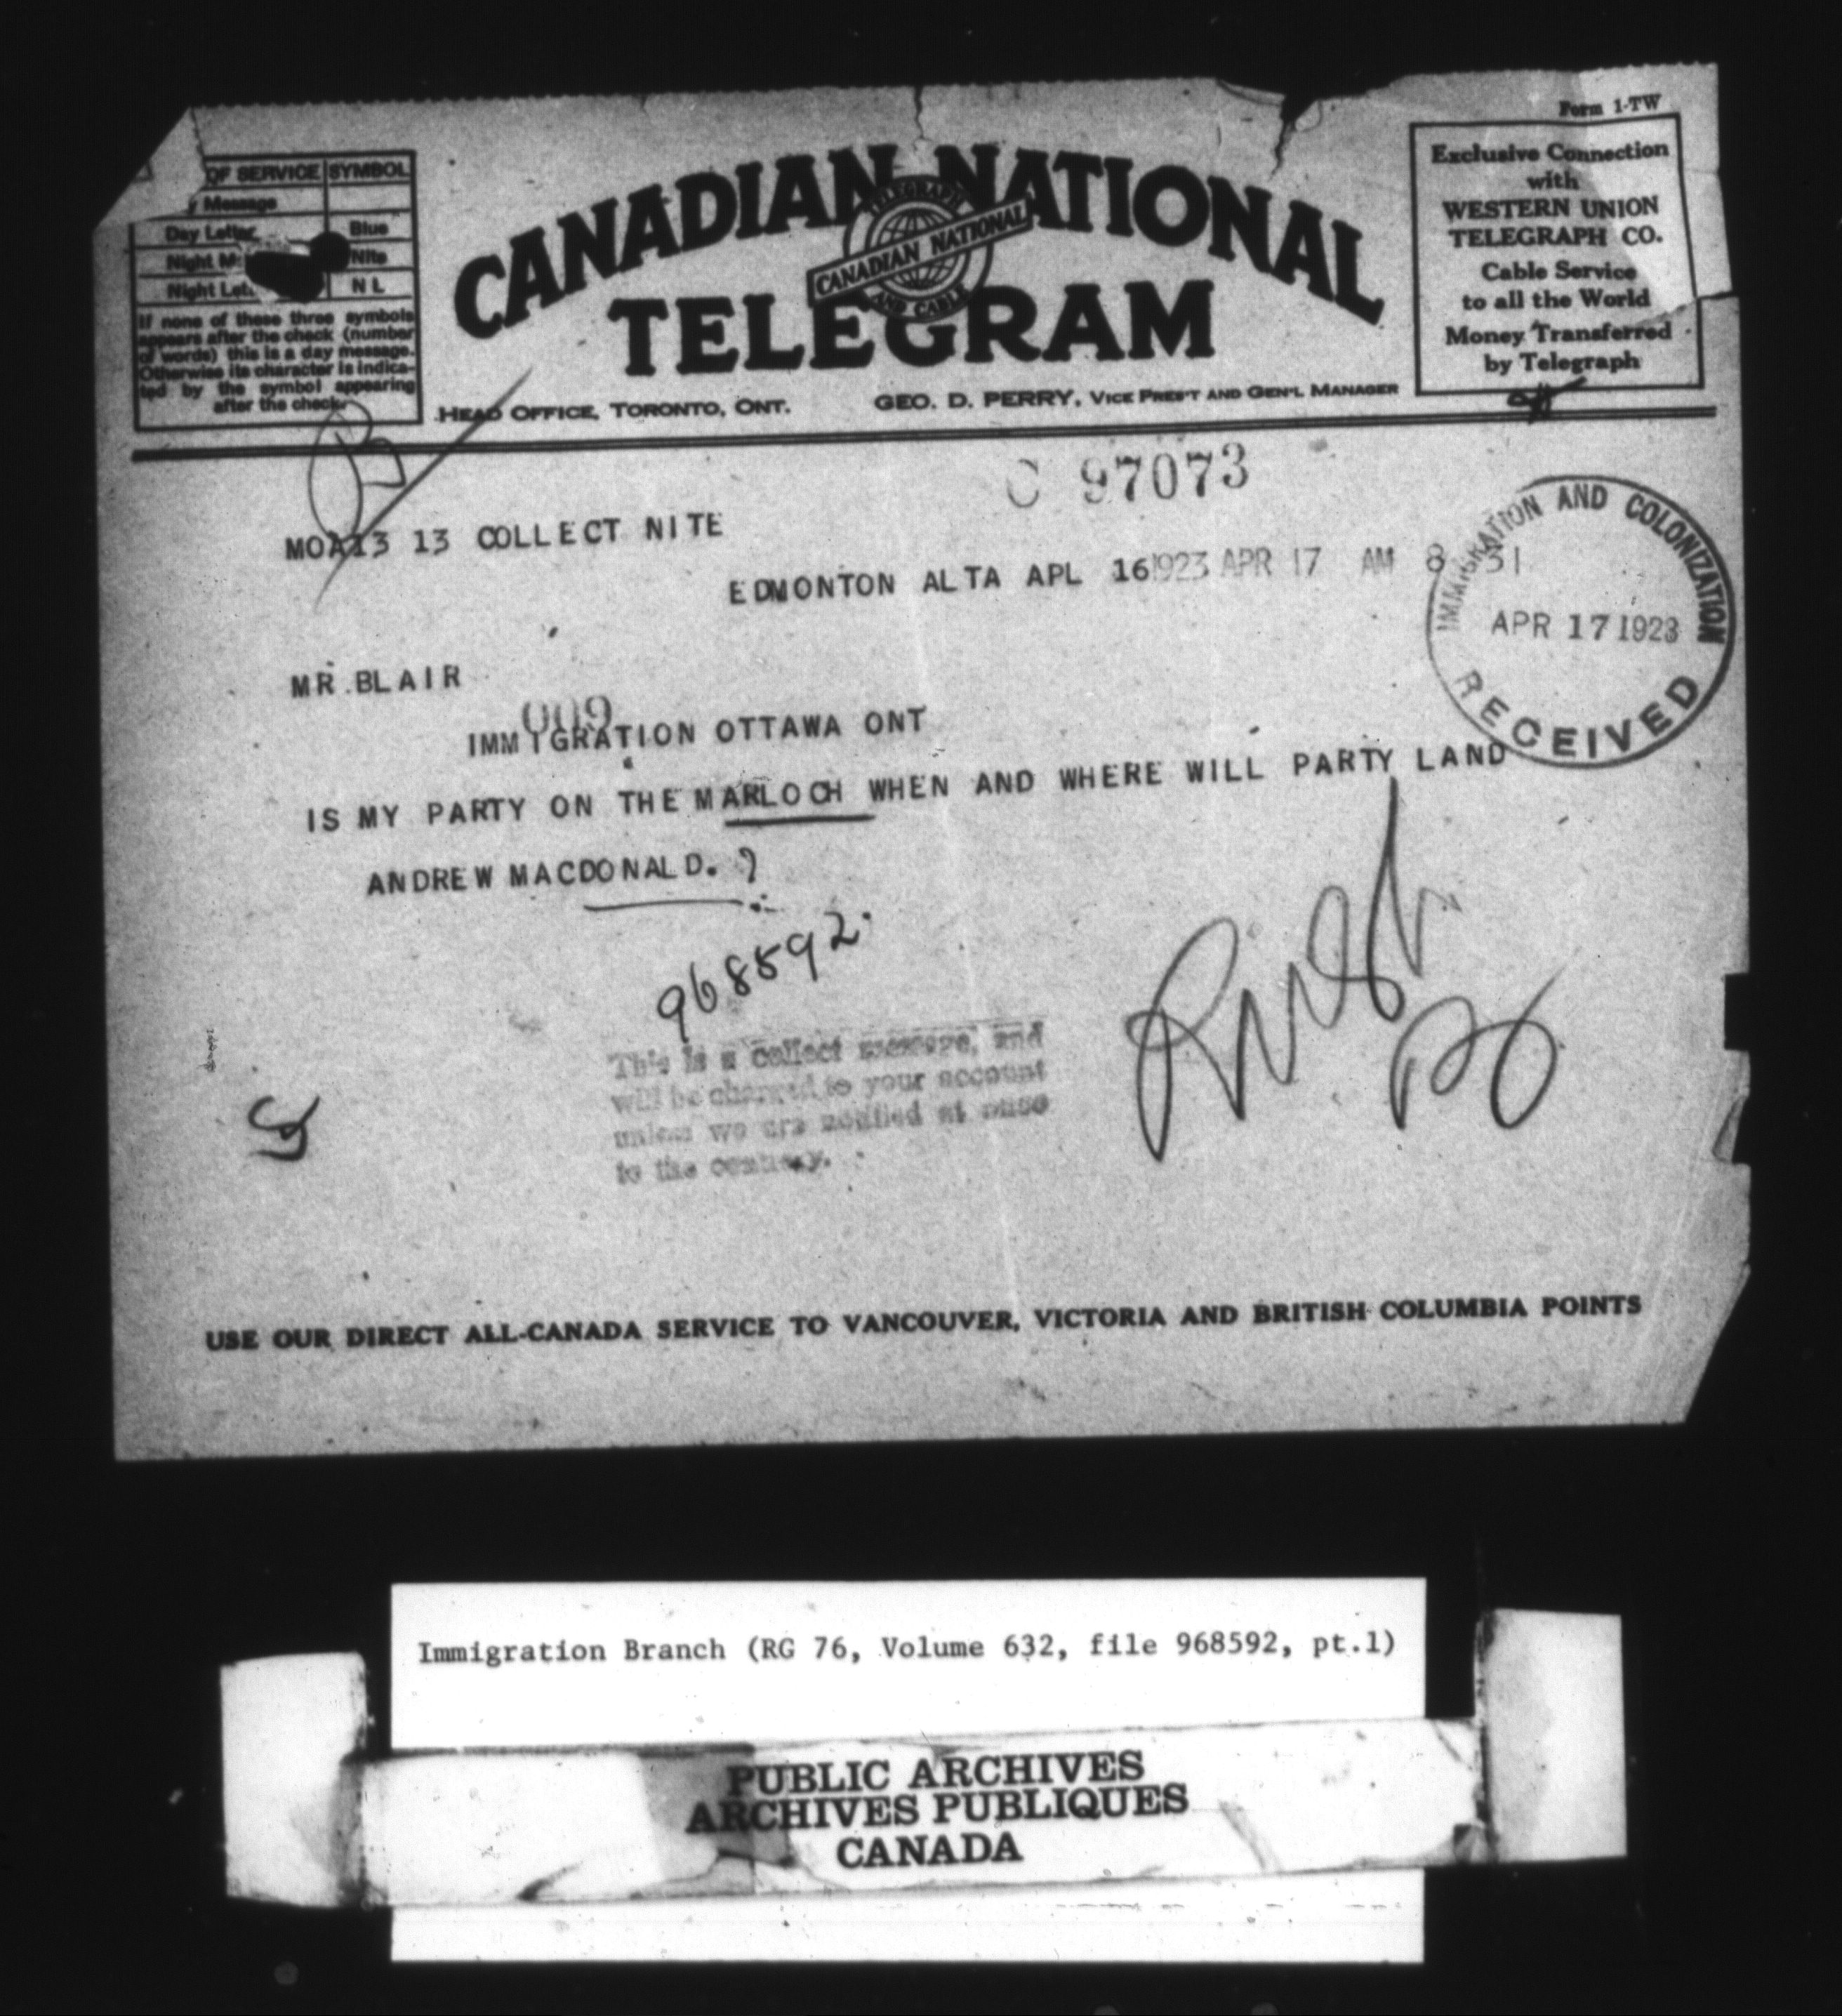 Form 1-TW
OF SERVICE SYMBOL
Message
Day Letter Blue
Night M Nite
Night Let. N L
If none of these three symbols
appears after the check (number
of words) this is a day message.
Otherwise its character is indica-
ted by the symbol appearing
after the check.
CANADIAN NATIONAL
TELEGRAM
TELEGRAPH
CANADIAN NATIONAL
AND CABLE
Exclusive Connection
with
WESTERN UNION
TELEGRAPH CO.
Cable Service
to all the World
Money Transferred
by Telegraph
HEAD OFFICE, TORONTO, ONT. GEO. D. PERRY, VICE PRES'T AND GEN'L MANAGER
C 97073
MOA13 13 COLLECT NITE
EDMONTON ALTA APL 16 1923 APR 17 AM 8 31
IMMIGRATION AND COLONIZATION
APR 17 1923
RECEIVED
MR.BLAIR
009
IMMIGRATION OTTAWA ONT
IS MY PARTY ON THE MARLOCH WHEN AND WHERE WILL PARTY LAND
ANDREW MACDONALD. ?
968592.
This is a collect message, and
will be charged to your account
unless we are notified at once
to the contrary.
USE OUR DIRECT ALL-CANADA SERVICE TO VANCOUVER, VICTORIA AND BRITISH COLUMBIA POINTS
Immigration Branch (RG 76, Volume 632, file 968592, pt.1)
PUBLIC ARCHIVES
ARCHIVES PUBLIQUES
CANADA